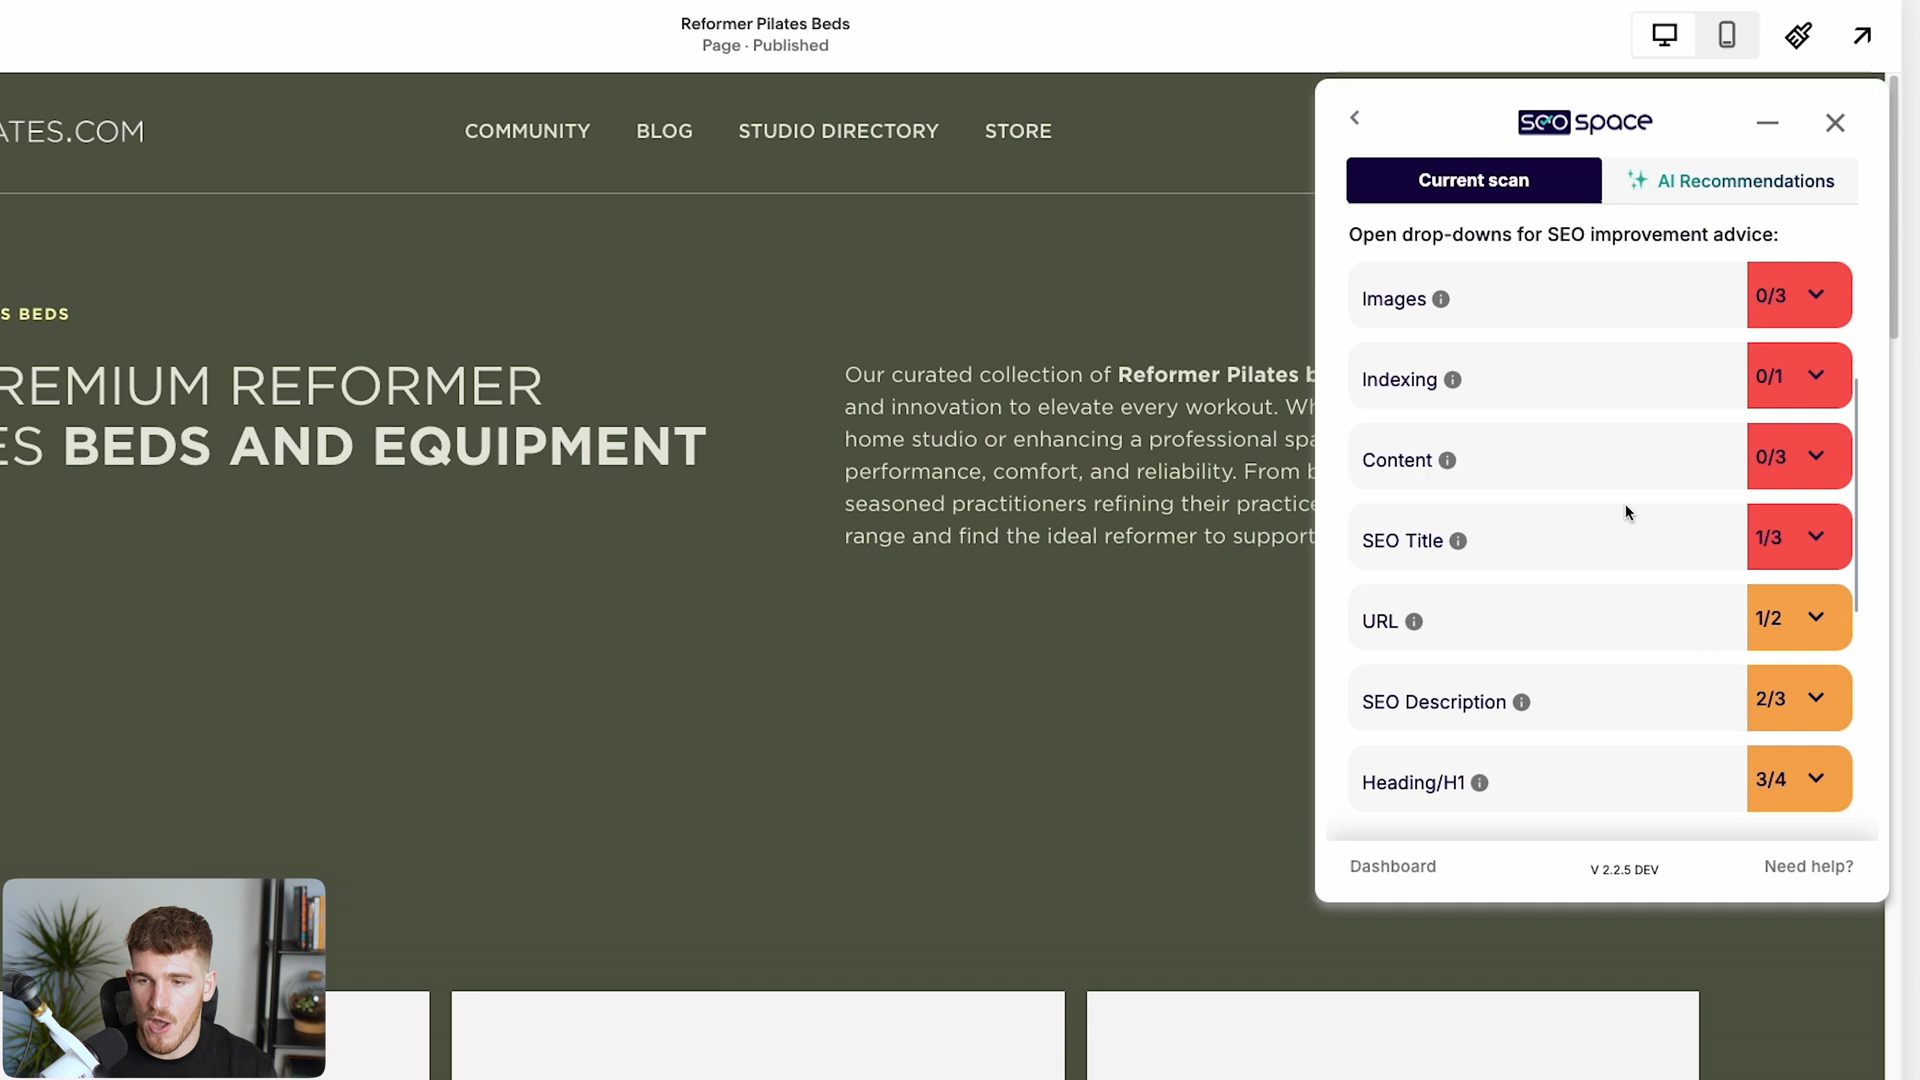 Reformer Pilates Beds
Page · Published
ATES.COM
COMMUNITY
BLOG
STUDIO DIRECTORY
STORE
S BEDS
REMIUM REFORMER
ES BEDS AND EQUIPMENT
Our curated collection of Reformer Pilates b
and innovation to elevate every workout. Wh
home studio or enhancing a professional spa
performance, comfort, and reliability. From b
seasoned practitioners refining their practice
range and find the ideal reformer to support
seo space
Current scan
AI Recommendations
Open drop-downs for SEO improvement advice:
Images
0/3
Indexing
0/1
Content
0/3
SEO Title
1/3
URL
1/2
SEO Description
2/3
Heading/H1
3/4
Dashboard
V 2.2.5 DEV
Need help?